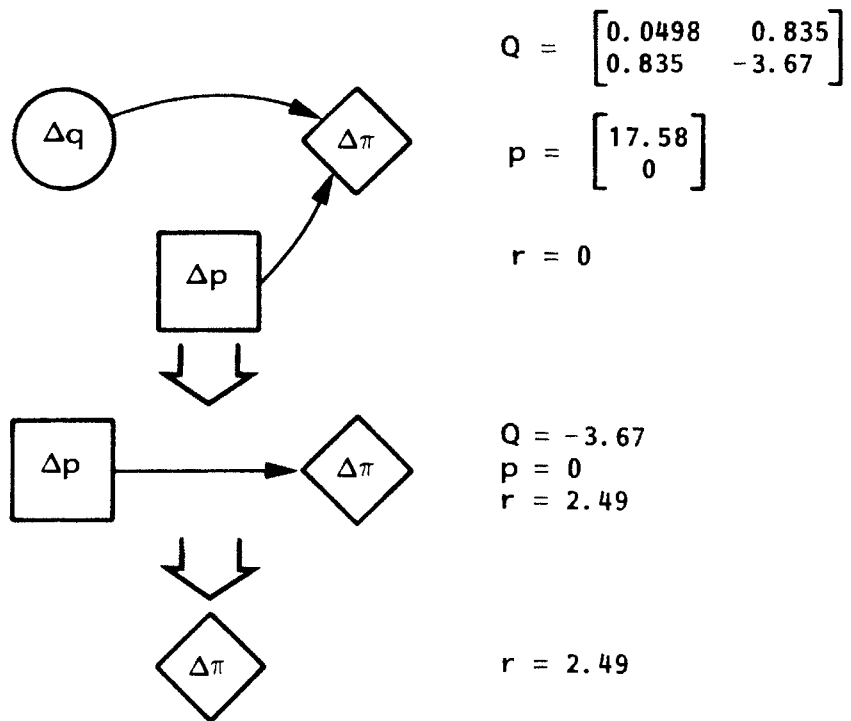 Q = [0.0498 0.835
0.835 -3.67]
Δq
Δπ
p = [17.58
0]
Δp
r = 0
Δp
Δπ
Q = -3.67
p = 0
r = 2.49
Δπ
r = 2.49